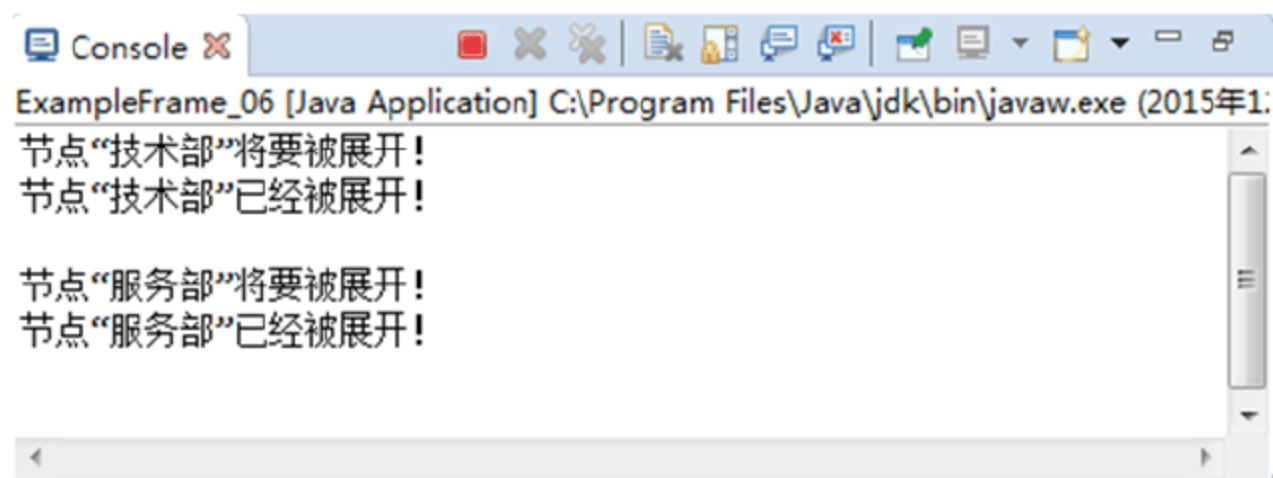 Console
ExampleFrame_06 [Java Application] C:\Program Files\Java\jdk\bin\javaw.exe (2015年1
节点“技术部”将要被展开!
节点“技术部”已经被展开!
节点“服务部”将要被展开!
节点“服务部”已经被展开!